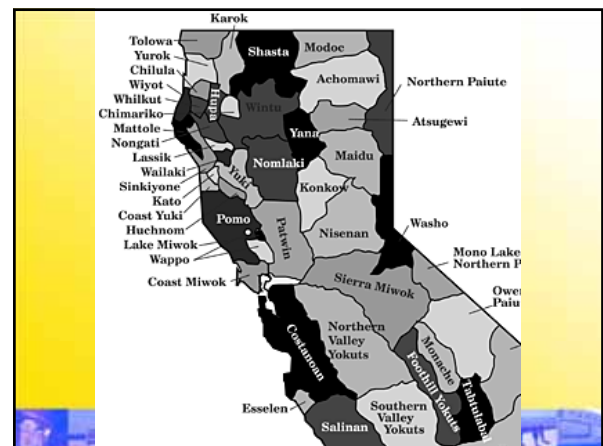 Karok
Tolowa
Yurok
Chilula
Wiyot
Whilkut
Chimariko
Mattole
Nongati
Lassik
Wailaki
Sinkiyone
Kato
Coast Yuki
Huchnom
Lake Miwok
Wappo
Coast Miwok
Shasta
Modoc
Achomawi
Northern Paiute
Hupa
Wintu
Atsugewi
Yana
Nomlaki
Maidu
Yuki
Konkow
Pomo
Patwin
Nisenan
Washo
Mono Lake
Northern P
Sierra Miwok
Owe
Paiu
Costanoan
Northern
Valley
Yokuts
Monache
Foothill Yokuts
Tabtulaba
Esselen
Salinan
Southern
Valley
Yokuts